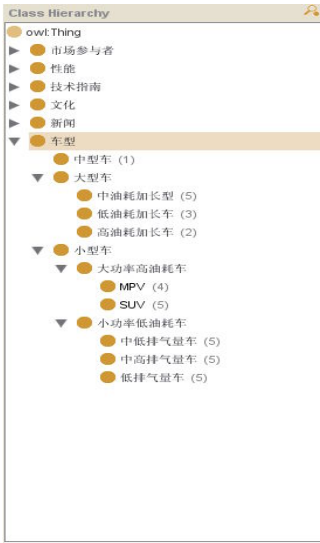 Class Hierarchy
owl:Thing
市场参与者
性能
技术指南
文化
新闻
车型
中型车 (1)
大型车
中油耗加长型 (5)
低油耗加长车 (3)
高油耗加长车 (2)
小型车
大功率高油耗车
MPV (4)
SUV (5)
小功率低油耗车
中低排气量车 (5)
中高排气量车 (5)
低排气量车 (5)